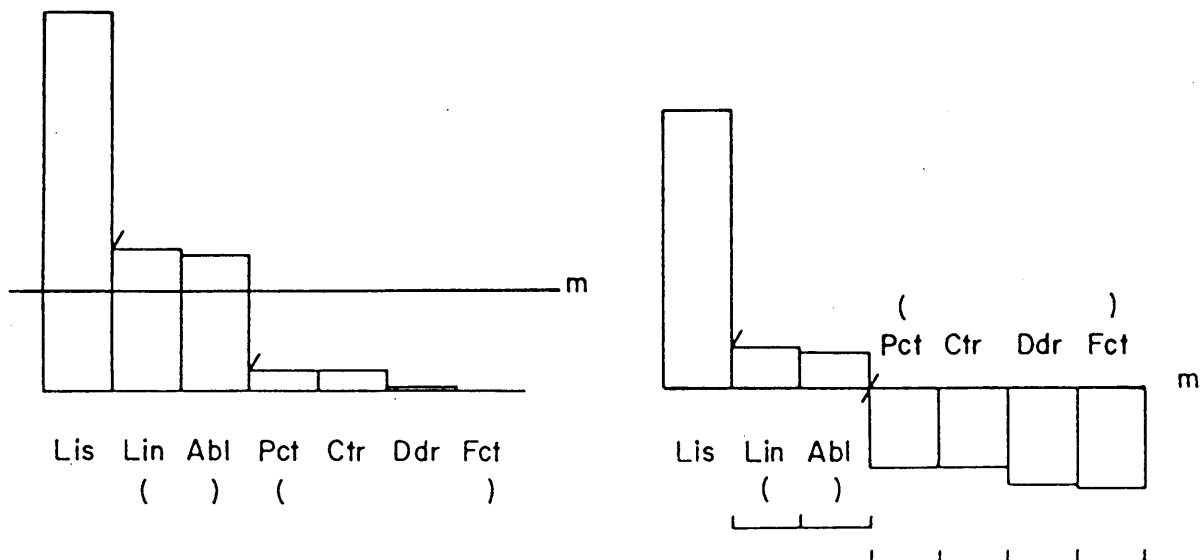 m
Lis Lin Abl Pct Ctr Ddr Fct
( ) ( )
( )
Pct Ctr Ddr Fct
m
Lis Lin Abl
( )